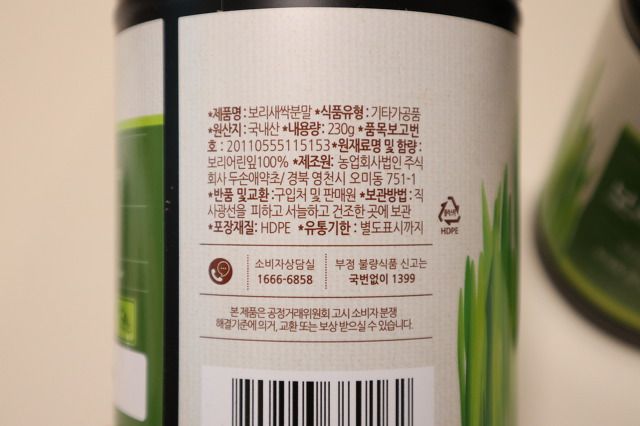 *제품명: 보리새싹분말 *식품유형: 기타가공품
*원산지: 국내산 *내용량: 230g *품목보고번
호: 20110555115153 *원재료명 및 함량:
보리어린잎100% *제조원: 농업회사법인 주식
회사 두손애약초/ 경북 영천시 오미동 751-1
*반품 및 교환:구입처 및 판매원 *보관방법: 직
사광선을 피하고 서늘하고 건조한 곳에 보관
*포장재질: HDPE *유통기한: 별도표시까지
HDPE
소비자상담실
1666-6858
부정 불량식품 신고는
국번없이 1399
본 제품은 공정거래위원회 고시 소비자 분쟁
해결기준에 의거, 교환 또는 보상 받으실 수 있습니다.